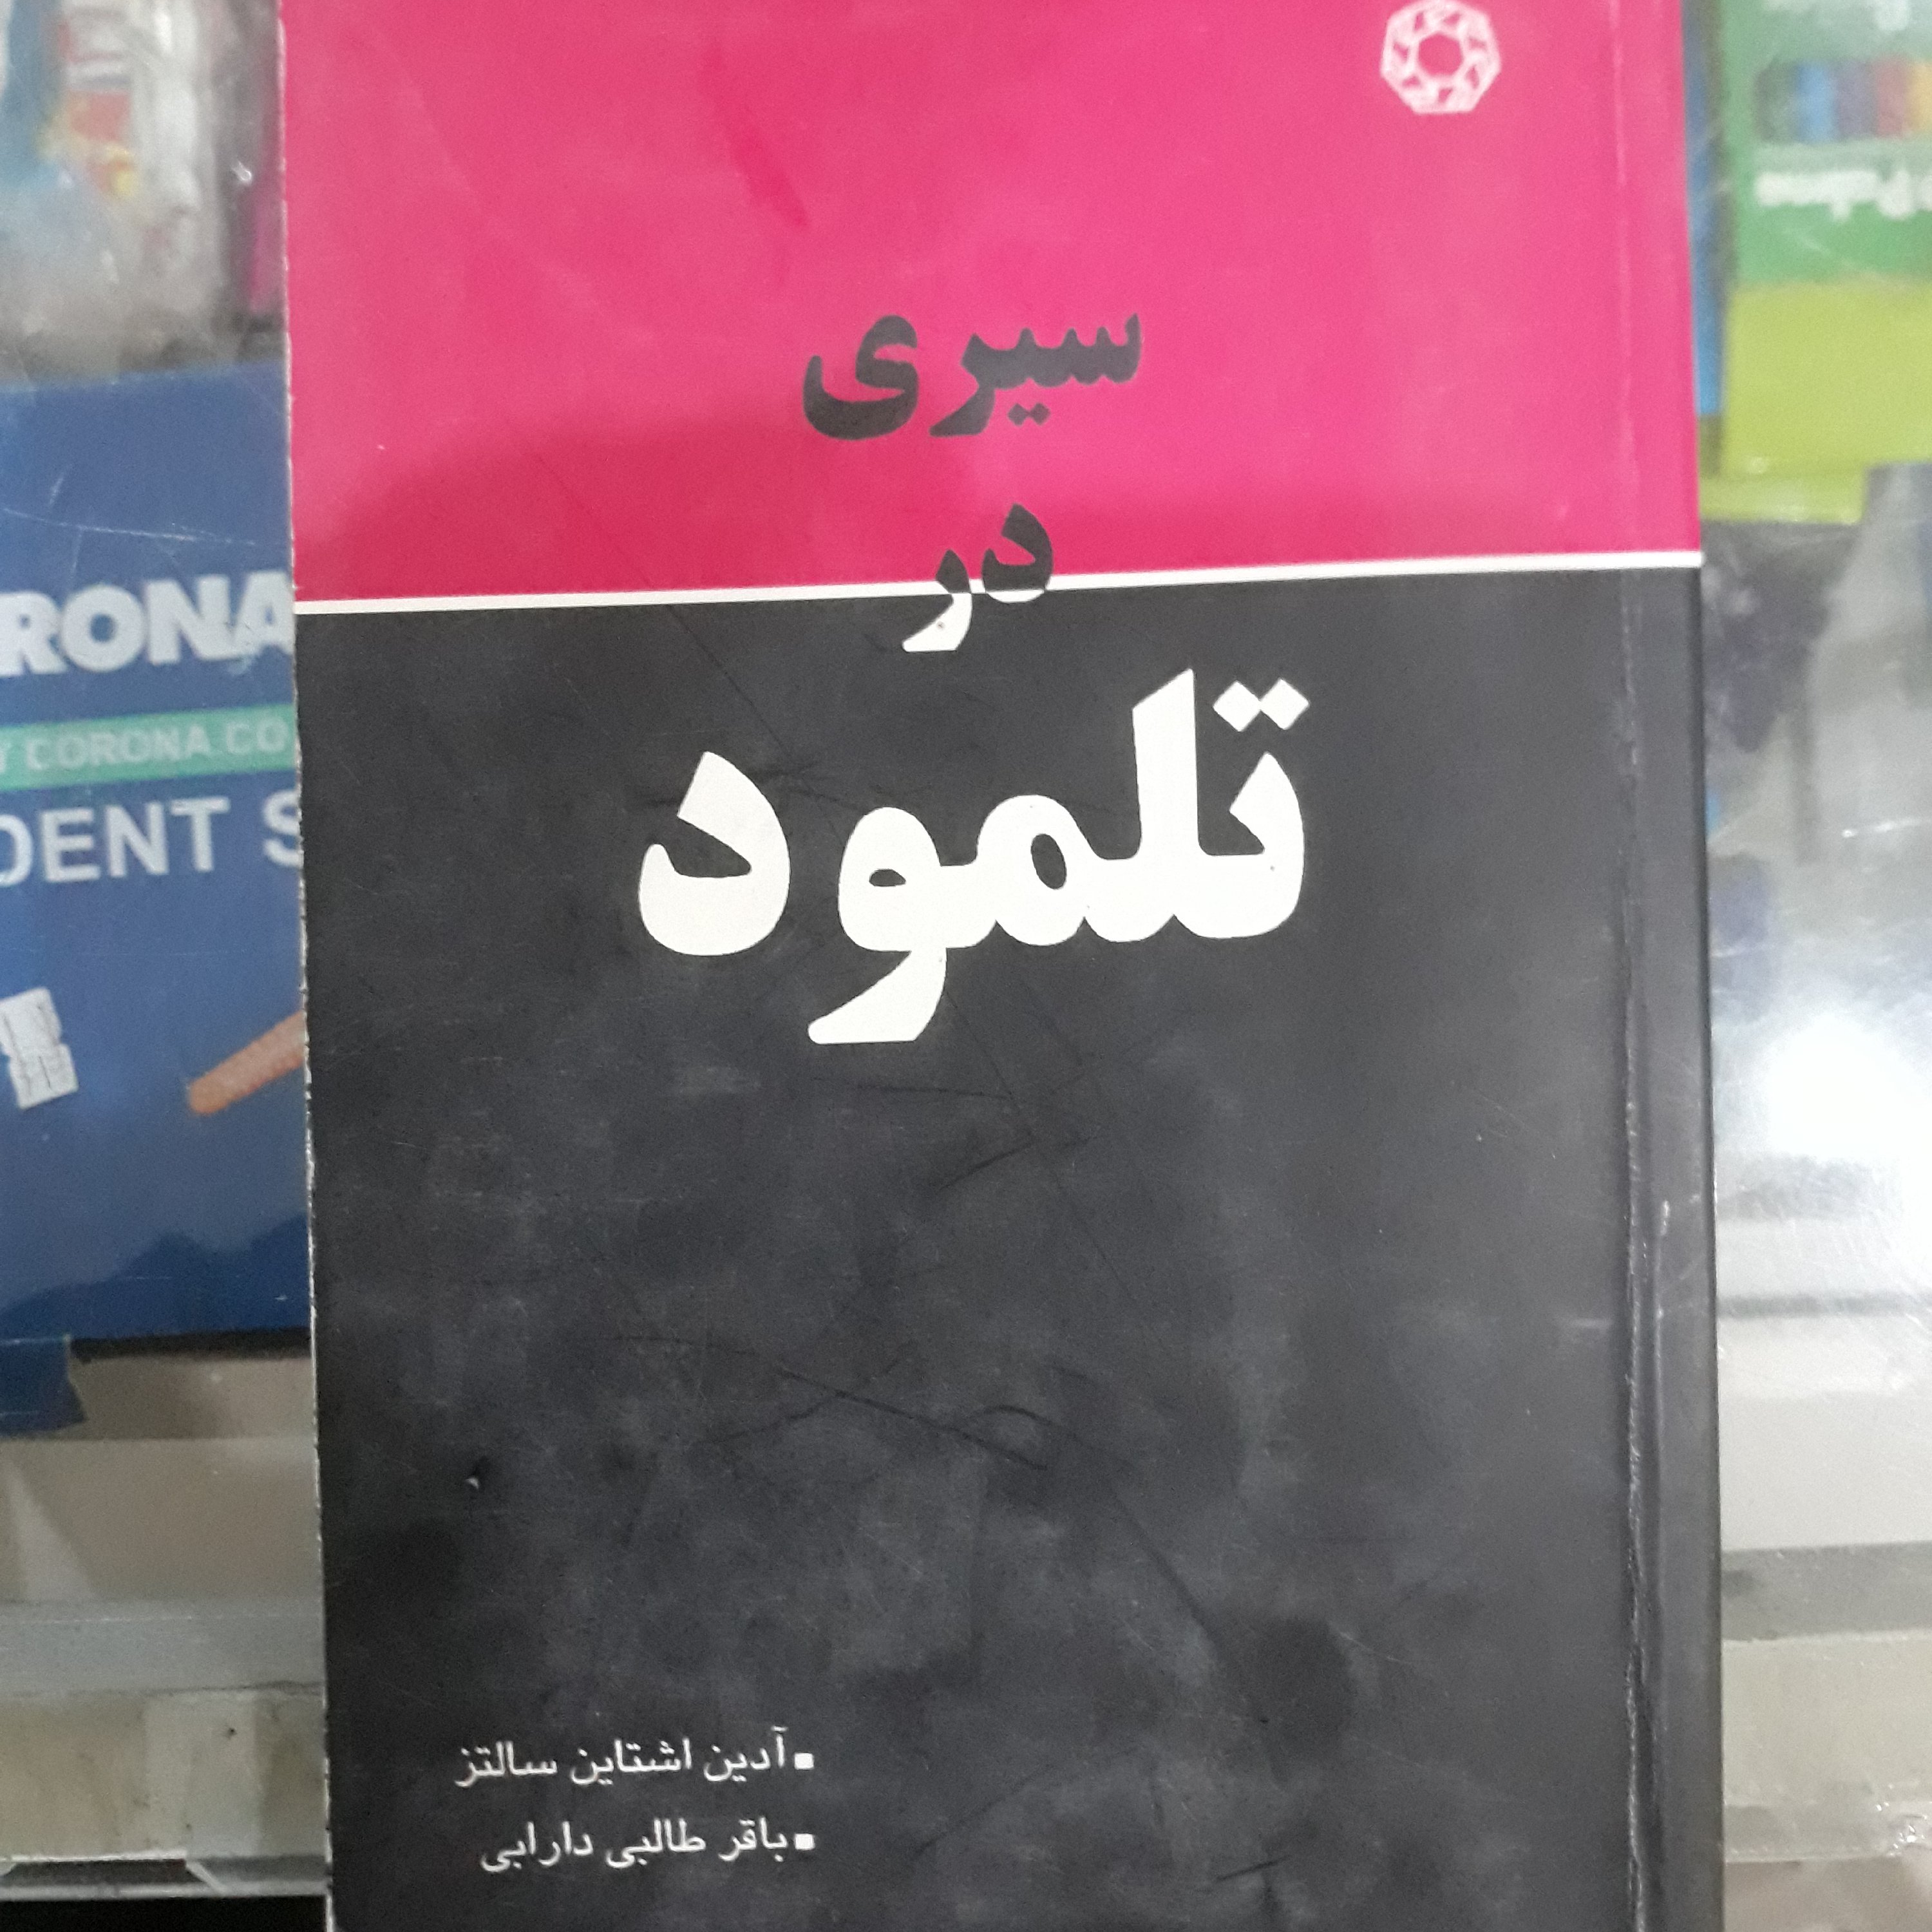 سیری
در
تلمود
آدین اشتاین سالتز
باقر طالبی دارابی
RONA
Y CORONA.CO
DENT S